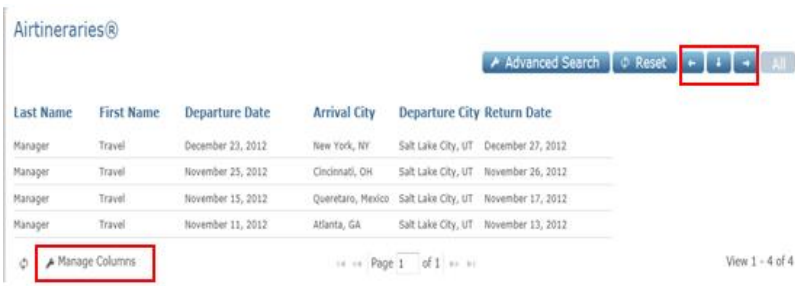 Airtineraries®
Advanced Search Reset All
Last Name First Name Departure Date Arrival City Departure City Return Date
Manager Travel December 23, 2012 New York, NY Salt Lake City, UT December 27, 2012
Manager Travel November 25, 2012 Cincinnati, OH Salt Lake City, UT November 26, 2012
Manager Travel November 15, 2012 Queretaro, Mexico Salt Lake City, UT November 17, 2012
Manager Travel November 11, 2012 Atlanta, GA Salt Lake City, UT November 13, 2012
Manage Columns Page 1 of 1 View 1 - 4 of 4